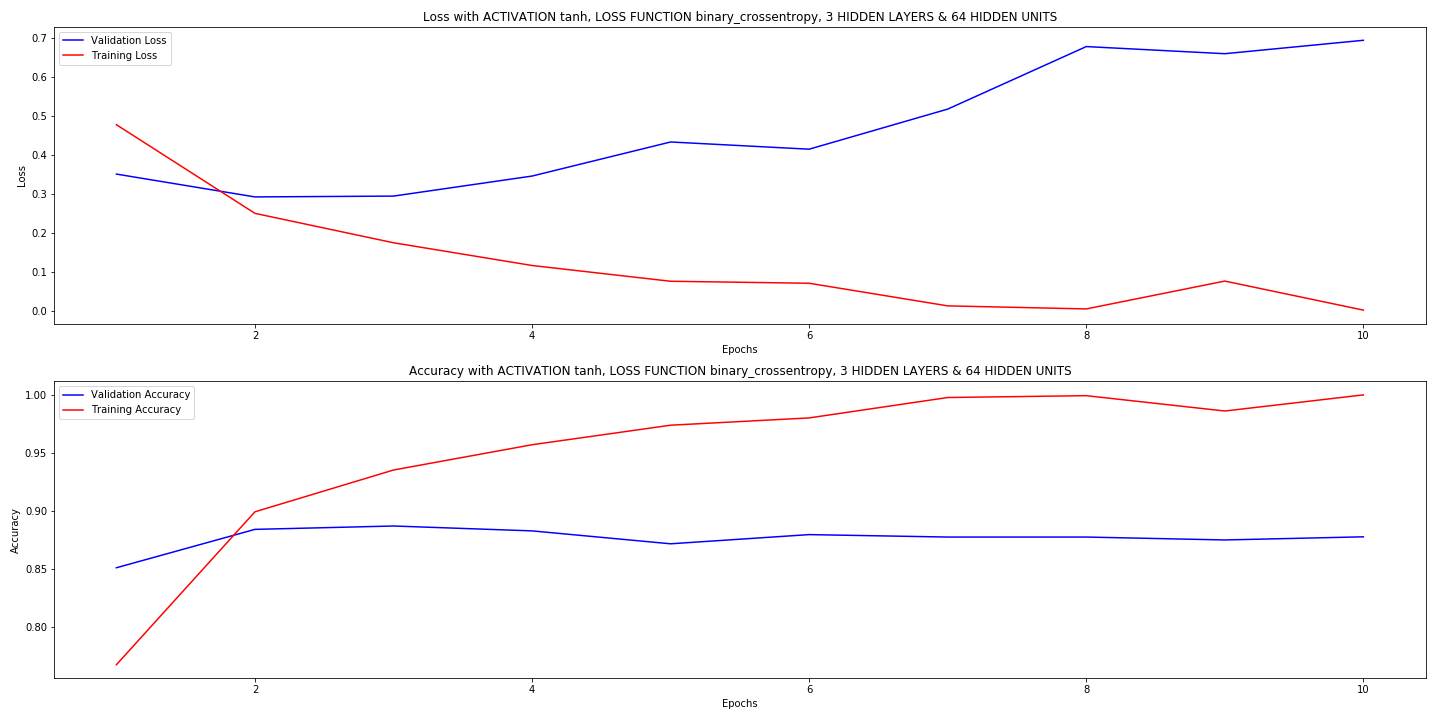 Loss with ACTIVATION tanh, LOSS FUNCTION binary_crossentropy, 3 HIDDEN LAYERS & 64 HIDDEN UNITS
Validation Loss
Training Loss
0.7
0.6
0.5
0.4
0.3
0.2
0.1
0.0
Loss
2 4 6 8 10
Epochs
Accuracy with ACTIVATION tanh, LOSS FUNCTION binary_crossentropy, 3 HIDDEN LAYERS & 64 HIDDEN UNITS
Validation Accuracy
Training Accuracy
1.00
0.95
0.90
0.85
0.80
Accuracy
2 4 6 8 10
Epochs